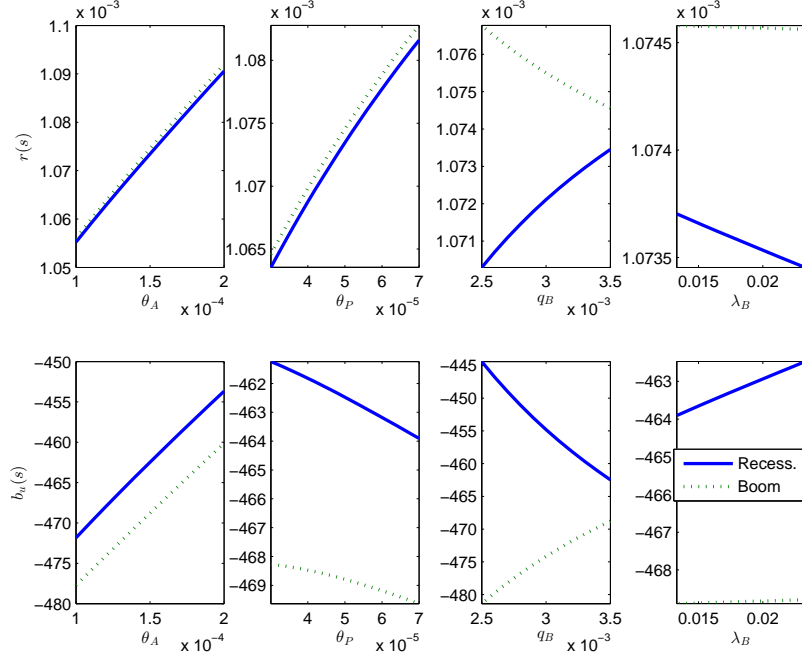 x 10⁻³ x 10⁻³ x 10⁻³ x 10⁻³
1.1 1.09 1.08 1.07 1.06 1.05
r(s)
1 1.5 2
θ_A
x 10⁻⁴
1.08 1.07 1.065
4 5 6 7
θ_P
x 10⁻⁵
1.076 1.075 1.074 1.073 1.072 1.071
2.5 3 3.5
q_B
x 10⁻³
1.0745 1.074 1.0735
0.015 0.02
λ_B
−450 −455 −460 −465 −470 −475 −480
b_u(s)
1 1.5 2
θ_A
x 10⁻⁴
−462 −463 −464 −465 −466 −467 −468 −469
4 5 6 7
θ_P
x 10⁻⁵
−445 −450 −455 −460 −465 −470 −475 −480
2.5 3 3.5
q_B
x 10⁻³
−463 −464 −465 −466 −467 −468
Recess.
Boom
0.015 0.02
λ_B